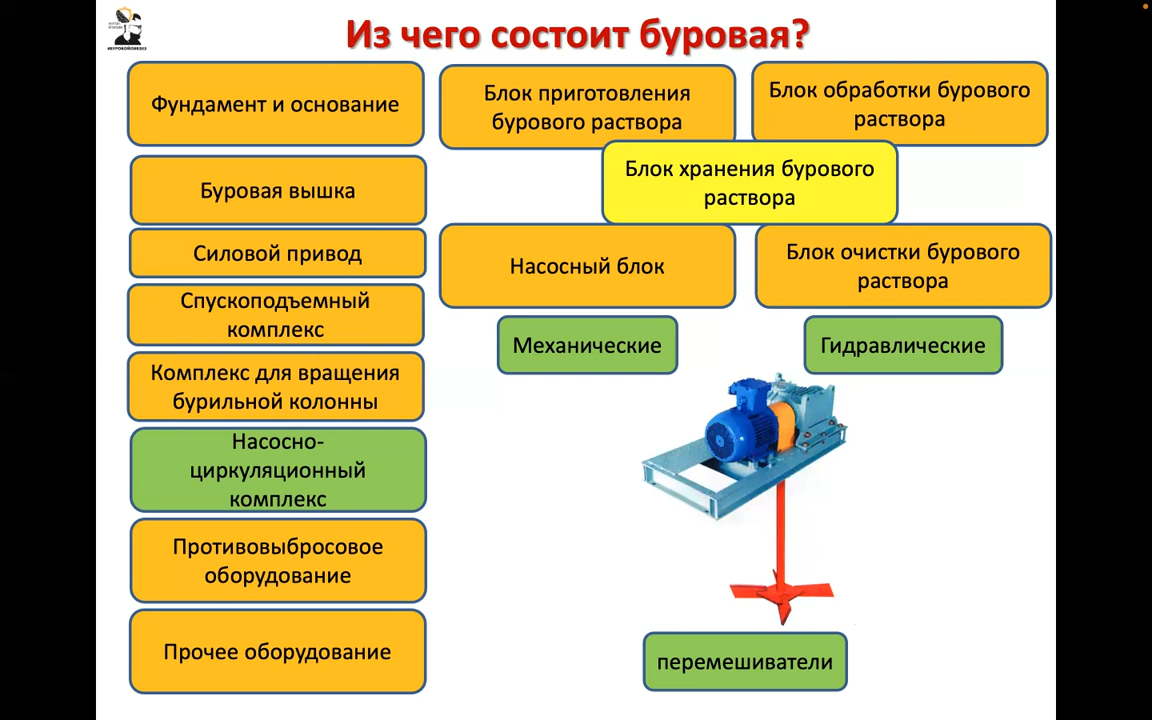 Из чего состоит буровая?
Фундамент и основание
Буровая вышка
Силовой привод
Спускоподъемный
комплекс
Комплекс для вращения
бурильной колонны
Насосно-
циркуляционный
комплекс
Противовыбросовое
оборудование
Прочее оборудование
Блок приготовления
бурового раствора
Блок обработки бурового
раствора
Блок хранения бурового
раствора
Насосный блок
Блок очистки бурового
раствора
Механические
Гидравлические
перемешиватели